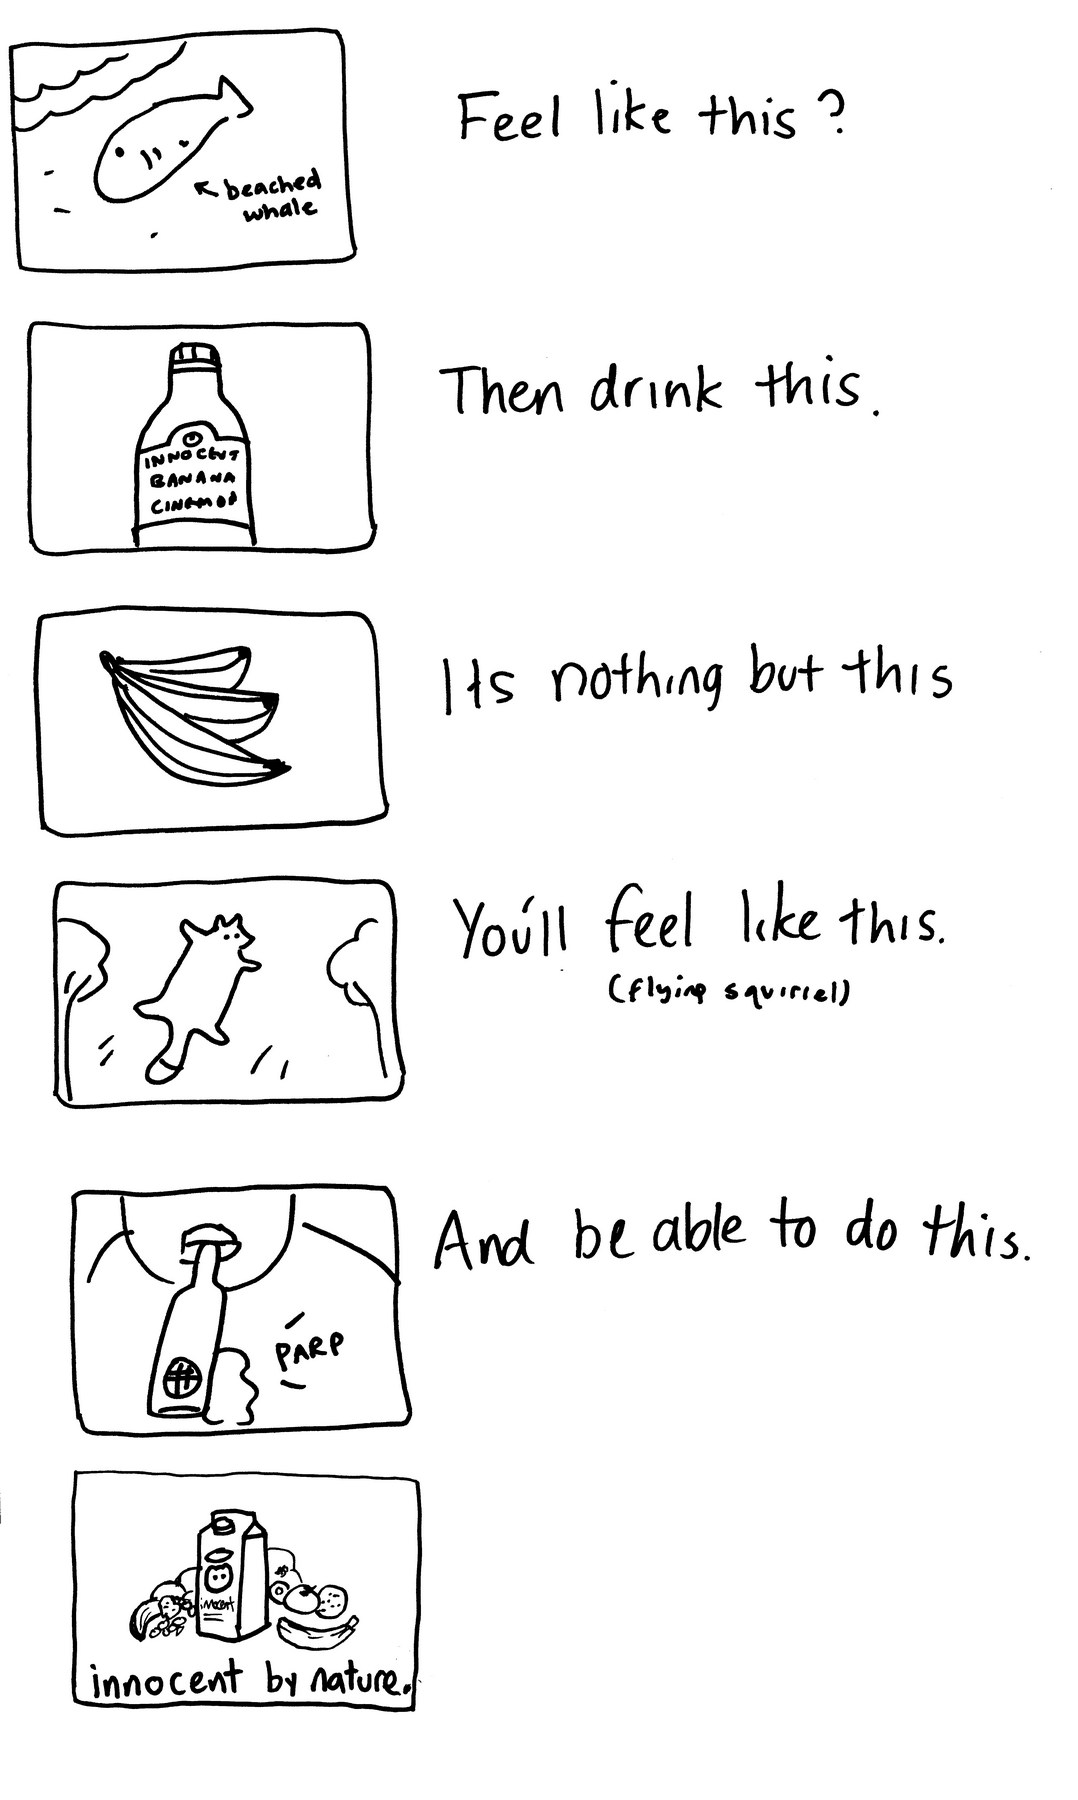 Feel like this?
beached
whale
Then drink this.
INNOCENT
BANANA
Its nothing but this
You'll feel like this.
(flying squirrel)
And be able to do this.
PARP
innocent
innocent by nature.